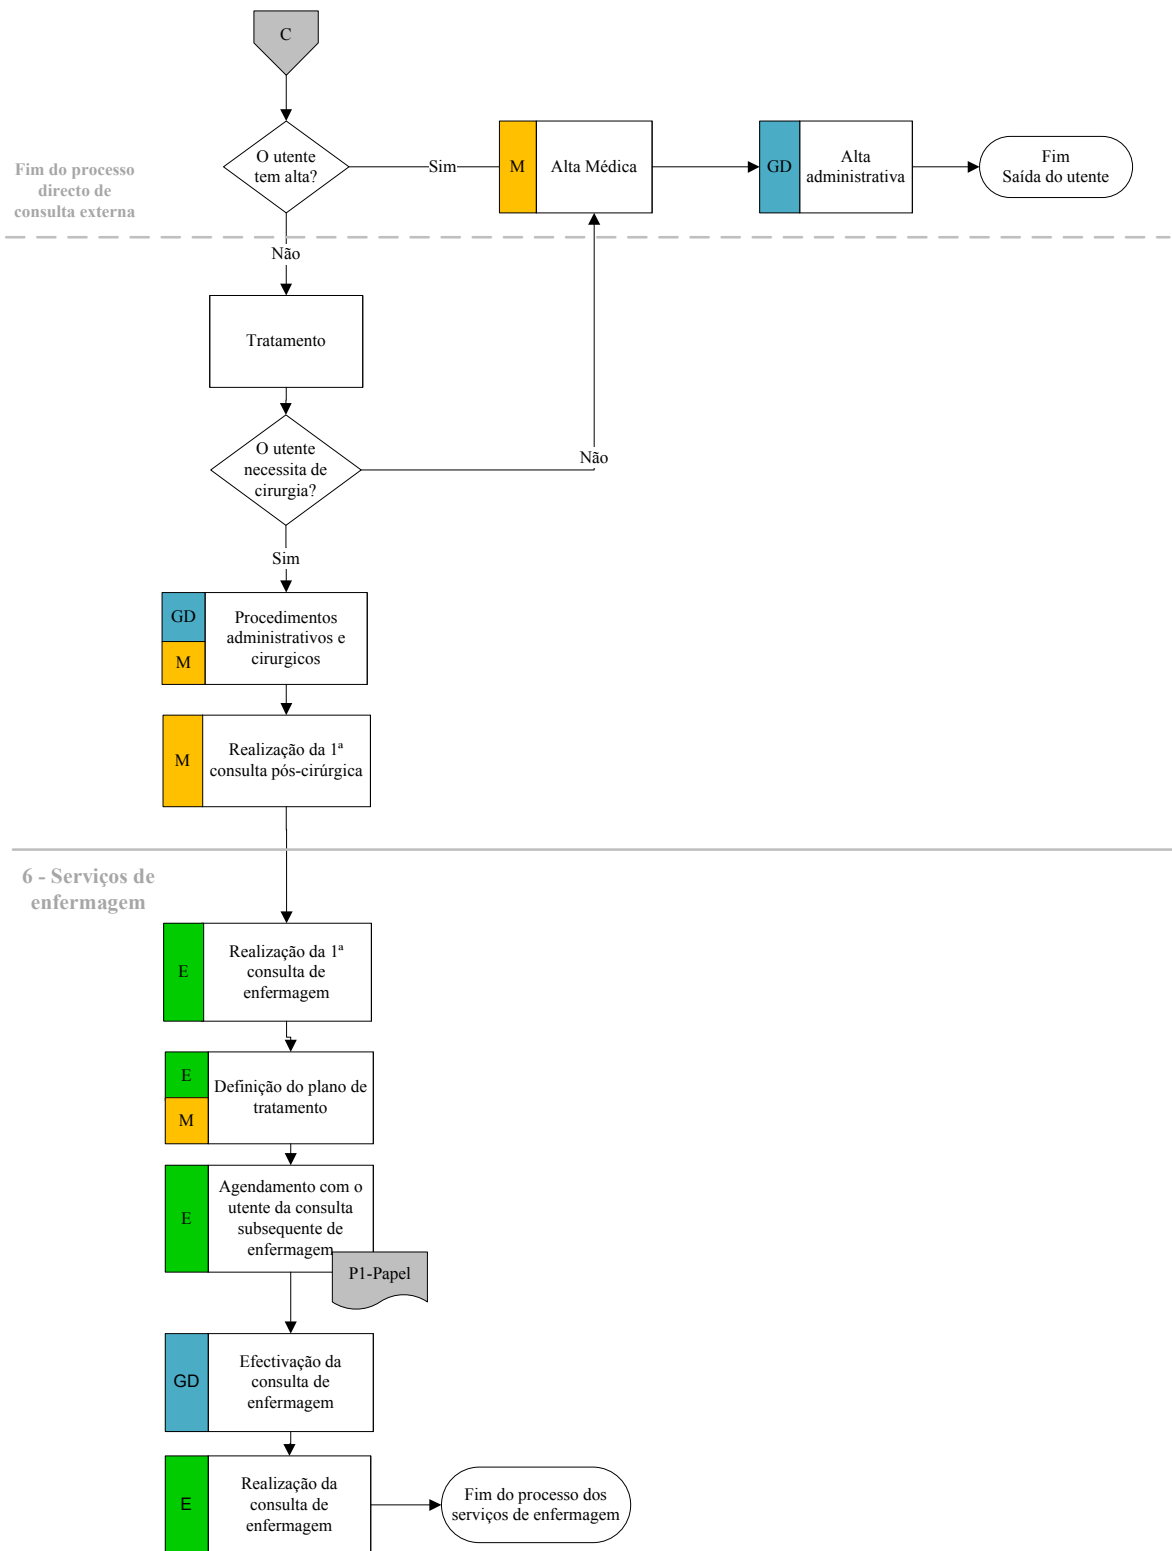 C
O utente
tem alta?
Sim
M
Alta Médica
GD
Alta
administrativa
Fim
Saída do utente
Fim do processo
directo de
consulta externa
Não
Tratamento
O utente
necessita de
cirurgia?
Não
Sim
GD
M
Procedimentos
administrativos e
cirurgicos
M
Realização da 1ª
consulta pós-cirúrgica
6 - Serviços de
enfermagem
E
Realização da 1ª
consulta de
enfermagem
E
M
Definição do plano de
tratamento
E
Agendamento com o
utente da consulta
subsequente de
enfermagem
P1-Papel
GD
Efectivação da
consulta de
enfermagem
E
Realização da
consulta de
enfermagem
Fim do processo dos
serviços de enfermagem